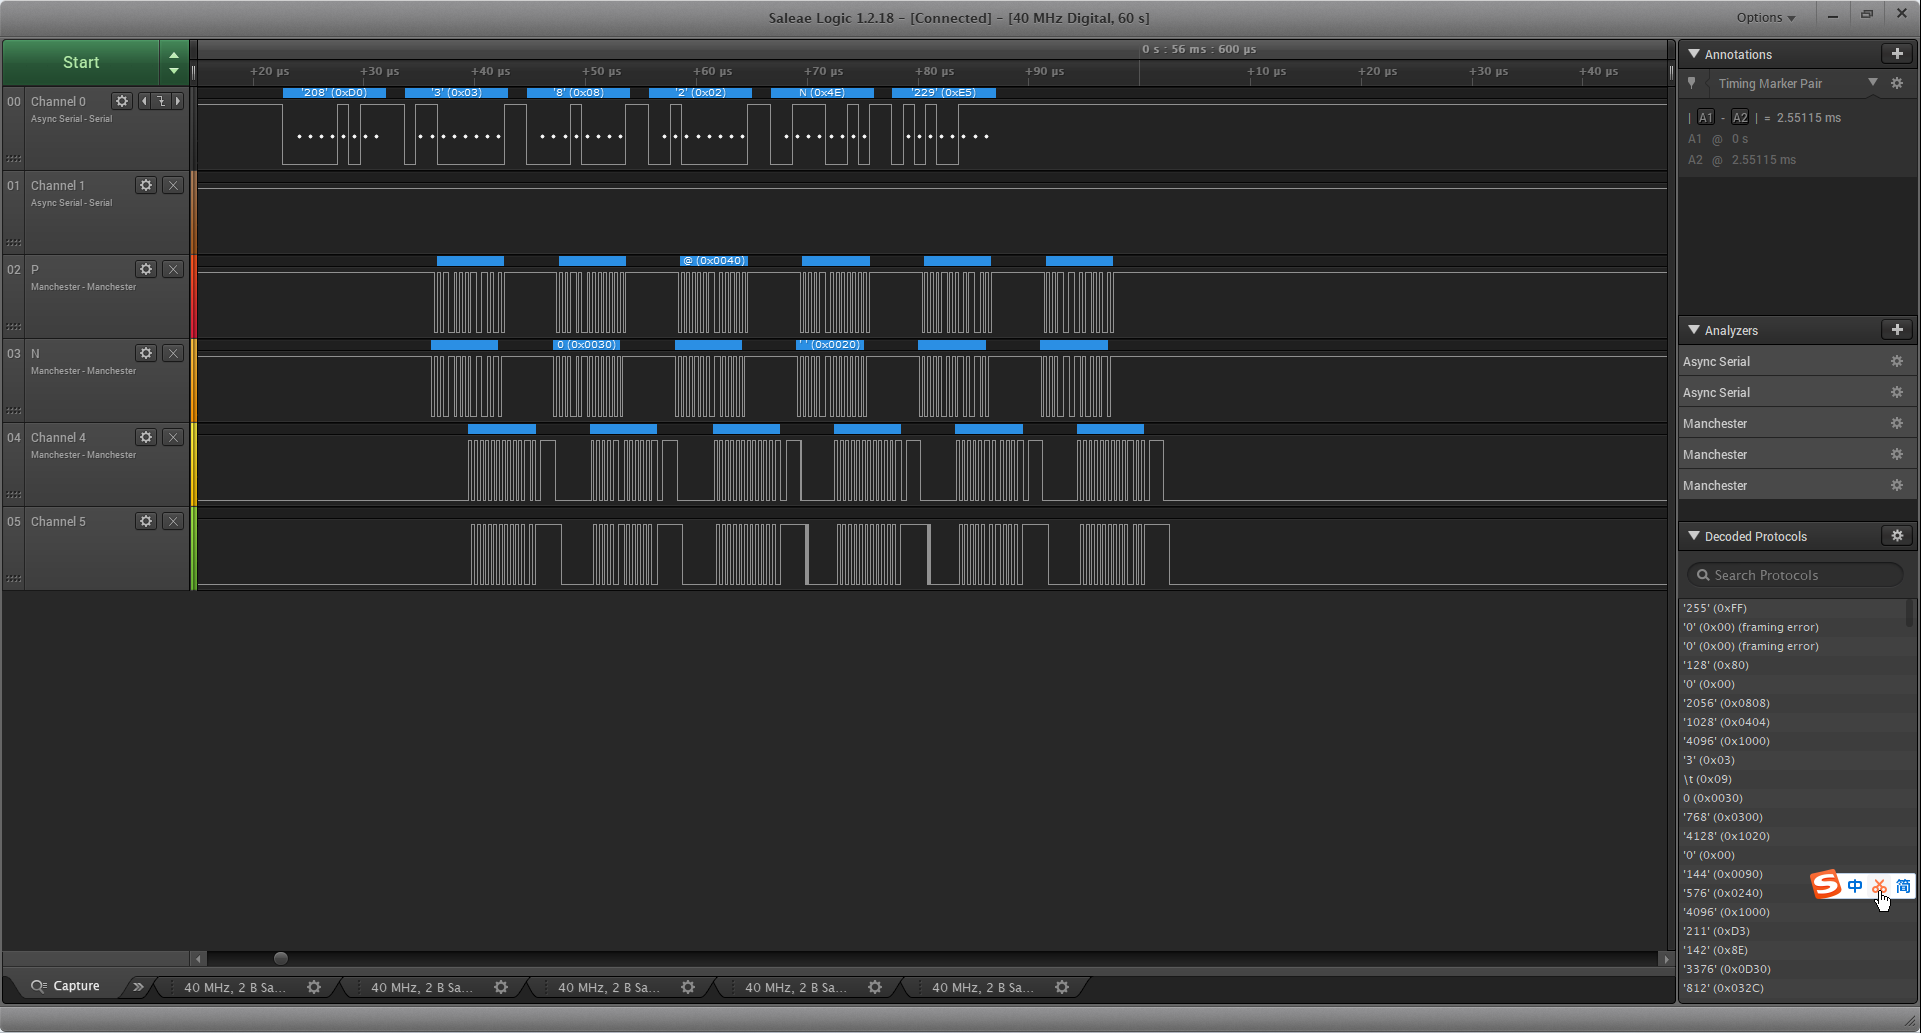 Saleae Logic 1.2.18 - [Connected] - [40 MHz Digital, 60 s]
Options
Start
0 s : 56 ms : 600 µs
+20 µs +30 µs +40 µs +50 µs +60 µs +70 µs +80 µs +90 µs +10 µs +20 µs +30 µs +40 µs
00 Channel 0
Async Serial - Serial
'208' (0xD0) '3' (0x03) '8' (0x08) '2' (0x02) N (0x4E) '229' (0xE5)
01 Channel 1
Async Serial - Serial
02 P
Manchester - Manchester
@ (0x0040)
03 N
Manchester - Manchester
0 (0x0030) ' ' (0x0020)
04 Channel 4
Manchester - Manchester
05 Channel 5
Capture
40 MHz, 2 B Sa...
40 MHz, 2 B Sa...
40 MHz, 2 B Sa...
40 MHz, 2 B Sa...
40 MHz, 2 B Sa...
Annotations
Timing Marker Pair
| A1 - A2 | = 2.55115 ms
A1 @ 0 s
A2 @ 2.55115 ms
Analyzers
Async Serial
Async Serial
Manchester
Manchester
Manchester
Decoded Protocols
Search Protocols
'255' (0xFF)
'0' (0x00) (framing error)
'0' (0x00) (framing error)
'128' (0x80)
'0' (0x00)
'2056' (0x0808)
'1028' (0x0404)
'4096' (0x1000)
'3' (0x03)
\t (0x09)
0 (0x0030)
'768' (0x0300)
'4128' (0x1020)
'0' (0x00)
'144' (0x0090)
'576' (0x0240)
'4096' (0x1000)
'211' (0xD3)
'142' (0x8E)
'3376' (0x0D30)
'812' (0x032C)
S 中 简